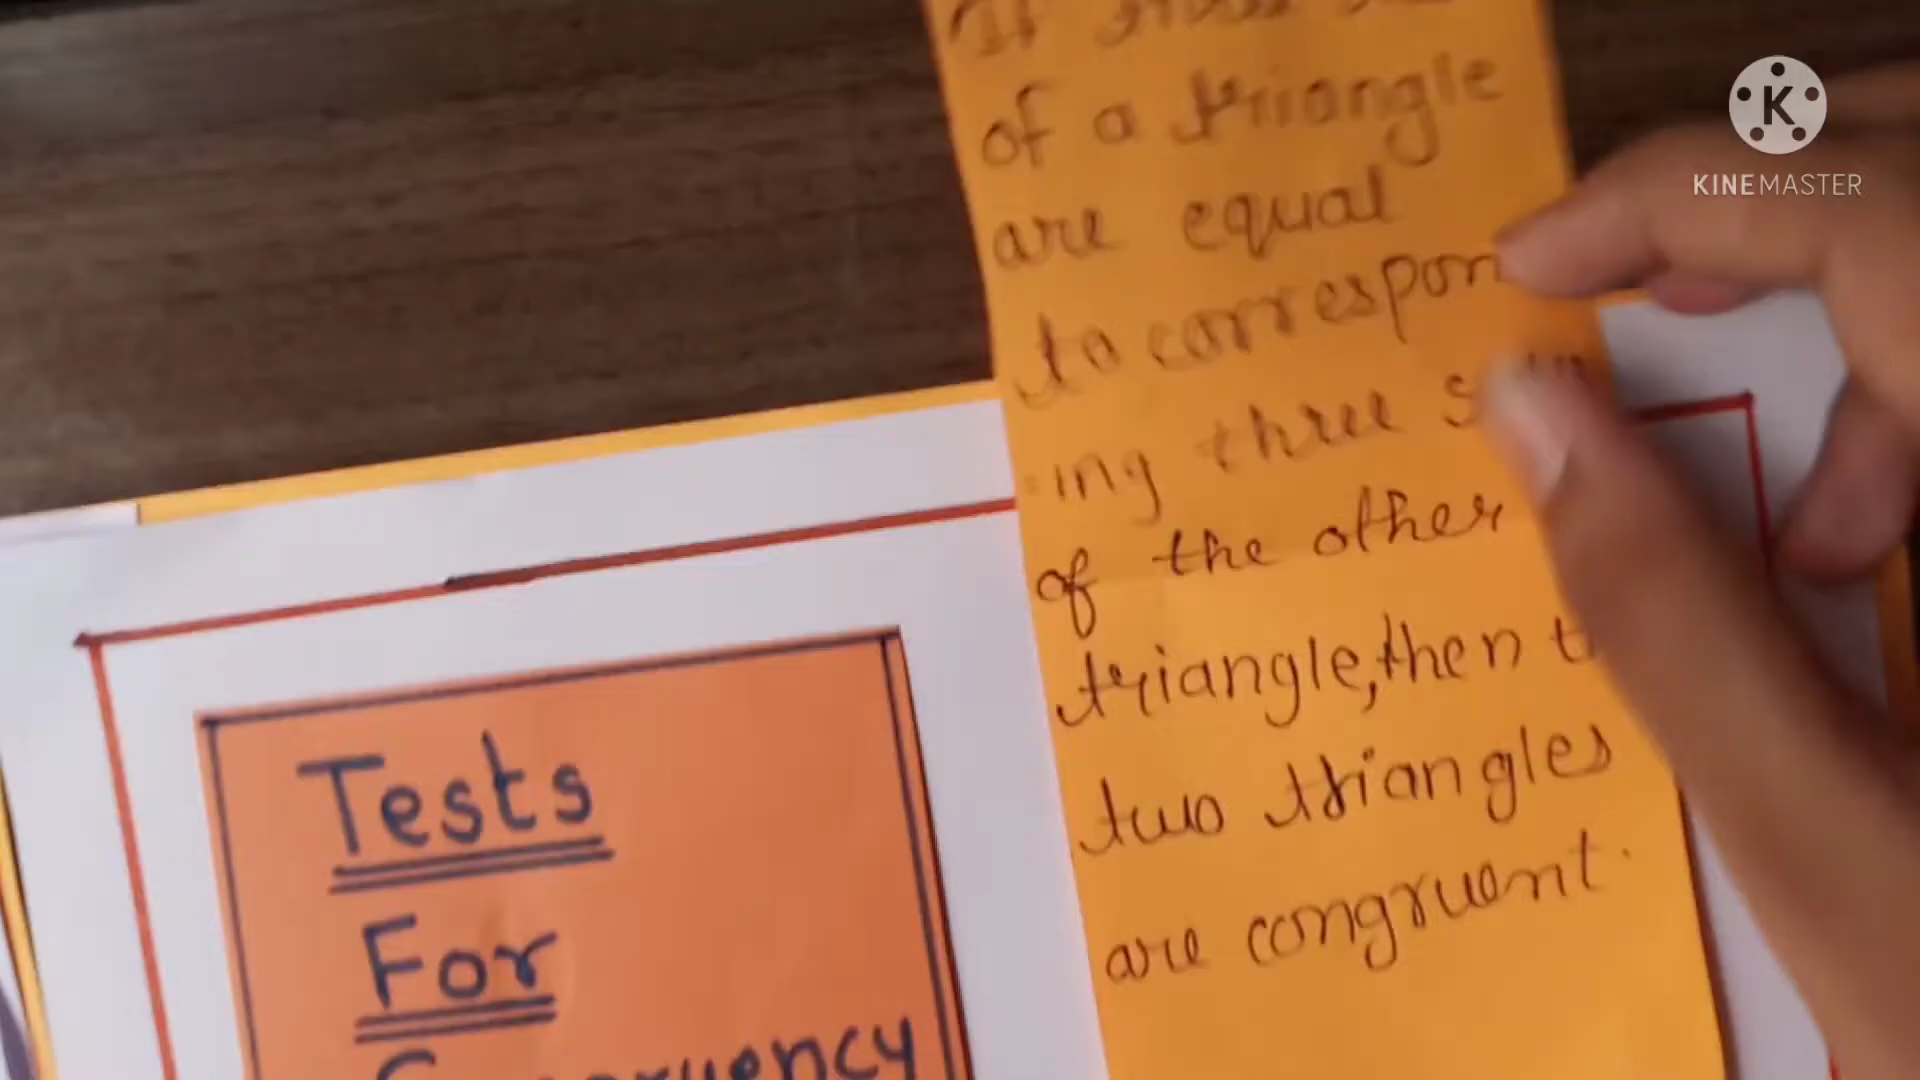 of a triangle
are equal
to correspon
ing three
of the other
triangle, then
two triangles
are congruent.
Tests
For
KINEMASTER